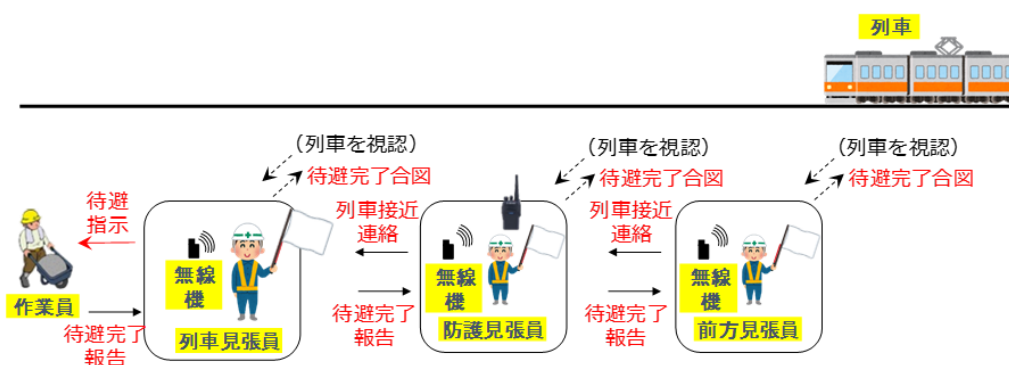 列車
(列車を視認)
待避完了合図
(列車を視認)
待避完了合図
(列車を視認)
待避完了合図
待避
指示
列車接近
連絡
列車接近
連絡
作業員
無線
機
無線
機
無線
機
待避完了
報告
列車見張員
待避完了
報告
防護見張員
待避完了
報告
前方見張員